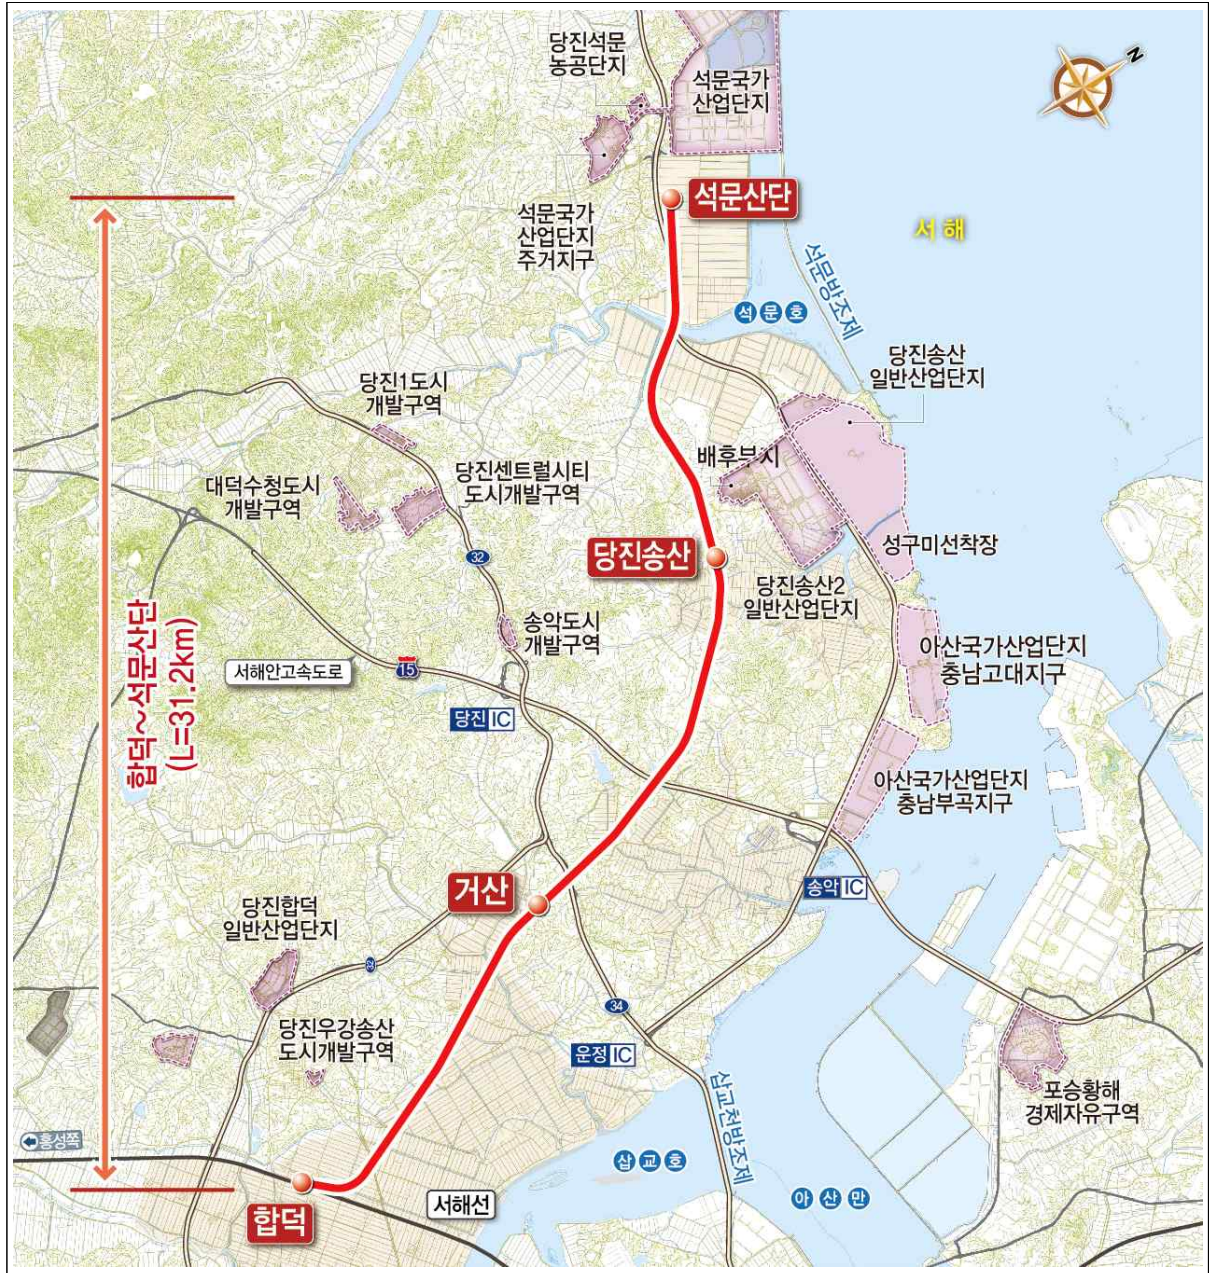 당진석문
농공단지
석문국가
산업단지
N
석문산단
석문국가
산업단지
주거지구
서 해
석문방조제
석 문 호
당진송산
일반산업단지
당진1도시
개발구역
배후부지
당진센트럴시티
도시개발구역
대덕수청도시
개발구역
성구미선착장
당진송산
32
당진송산2
일반산업단지
송악도시
개발구역
아산국가산업단지
충남고대지구
합덕~석문산단
(L=31.2km)
서해안고속도로
15
당진 IC
아산국가산업단지
충남부곡지구
거산
송악 IC
당진합덕
일반산업단지
32
34
당진우강송산
도시개발구역
운정 IC
삽교천방조제
포승황해
경제자유구역
홍성쪽
삽 교 호
아 산 만
서해선
합덕